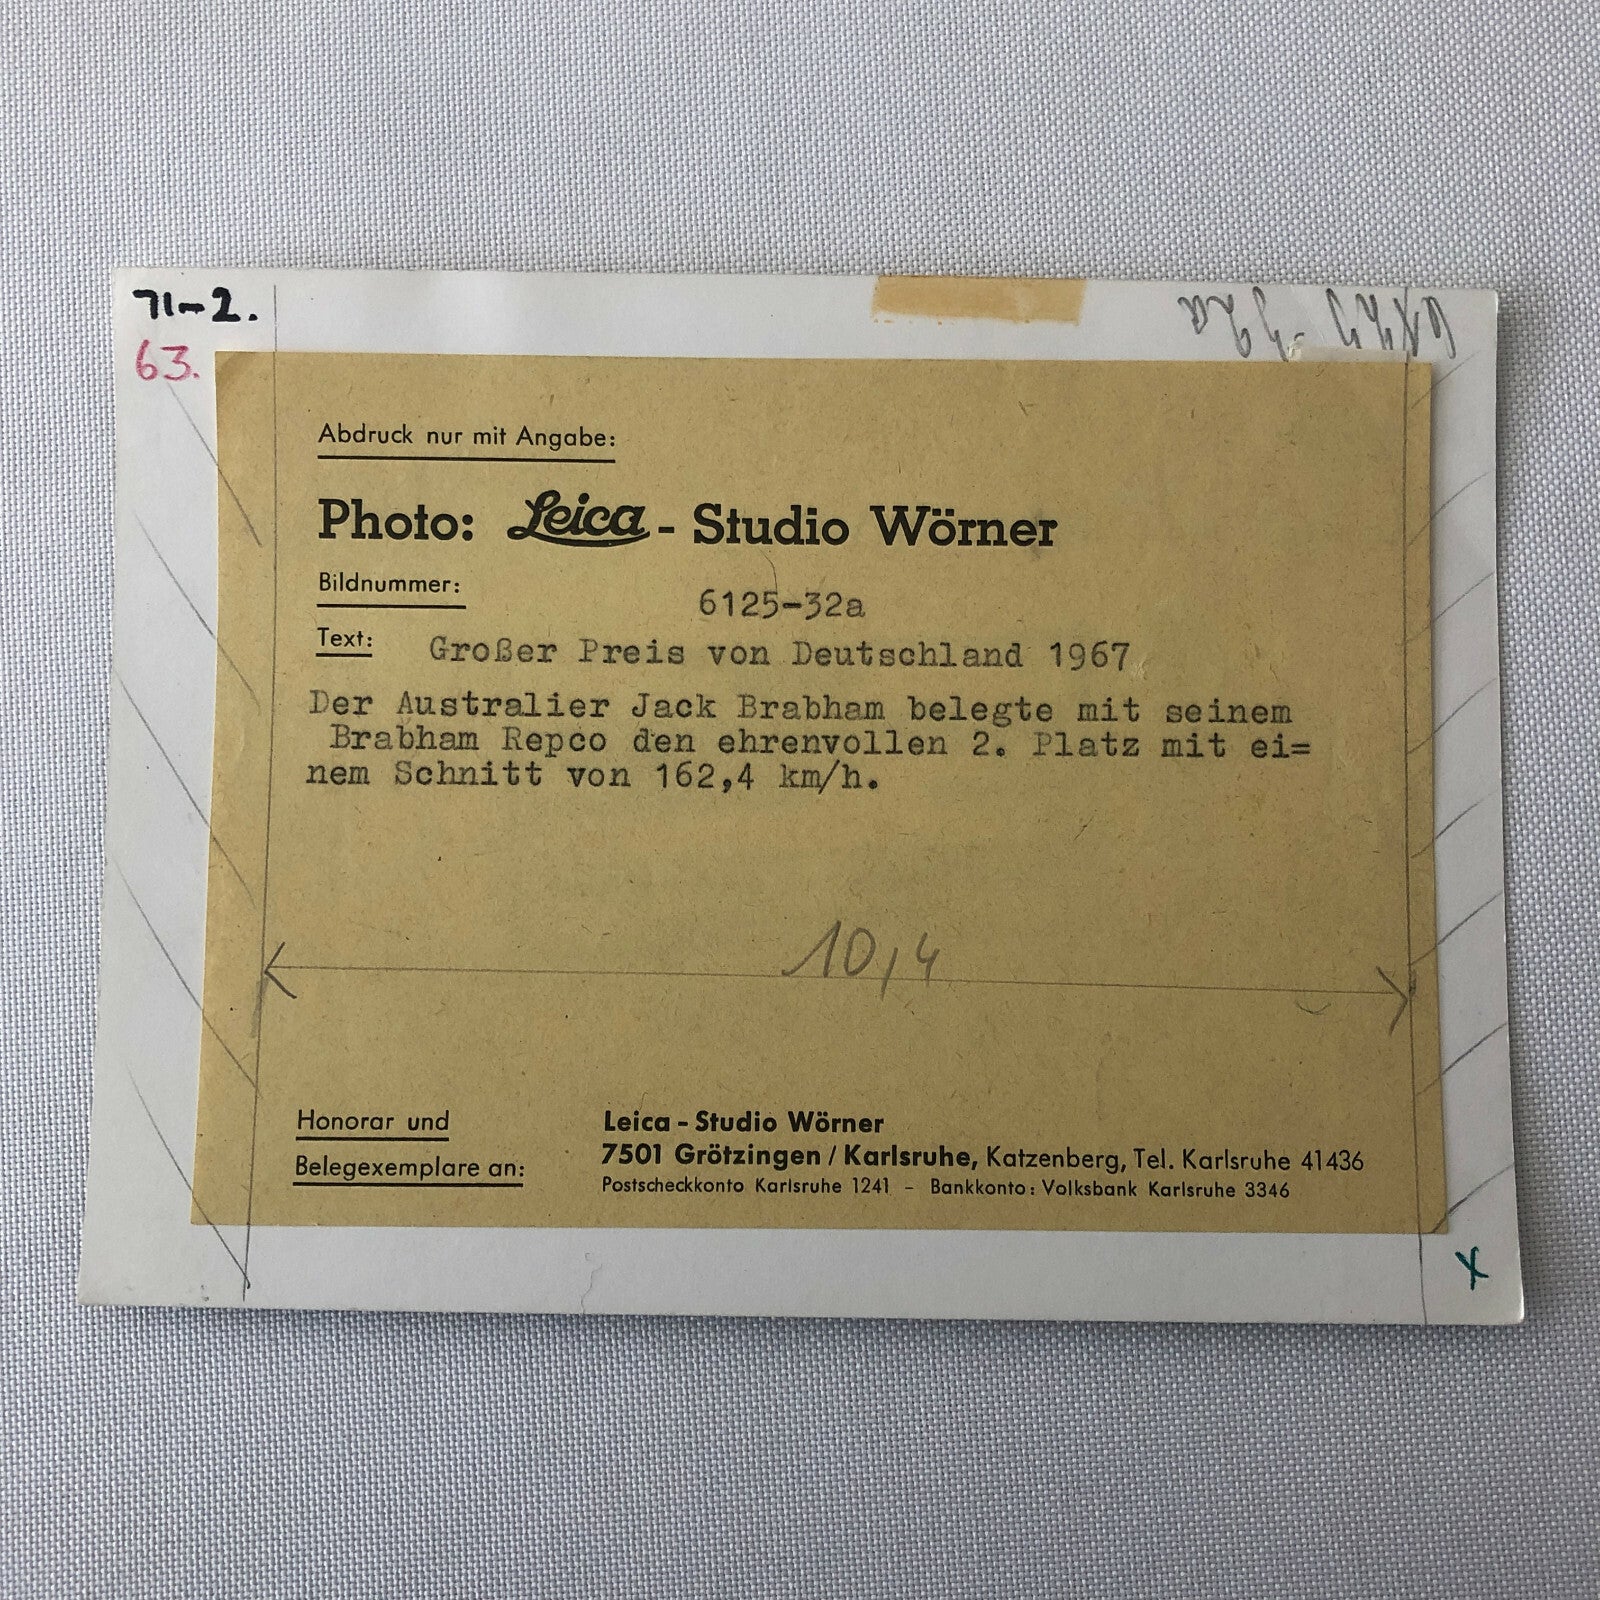 71-2.
63.
Abdruck nur mit Angabe:
Photo: Leica - Studio Wörner
Bildnummer:
6125-32a
Text: Großer Preis von Deutschland 1967
Der Australier Jack Brabham belegte mit seinem
Brabham Repco den ehrenvollen 2. Platz mit ei=
nem Schnitt von 162,4 km/h.
10,4
Honorar und
Belegexemplare an:
Leica - Studio Wörner
7501 Grötzingen / Karlsruhe, Katzenberg, Tel. Karlsruhe 41436
Postscheckkonto Karlsruhe 1241 - Bankkonto: Volksbank Karlsruhe 3346
X